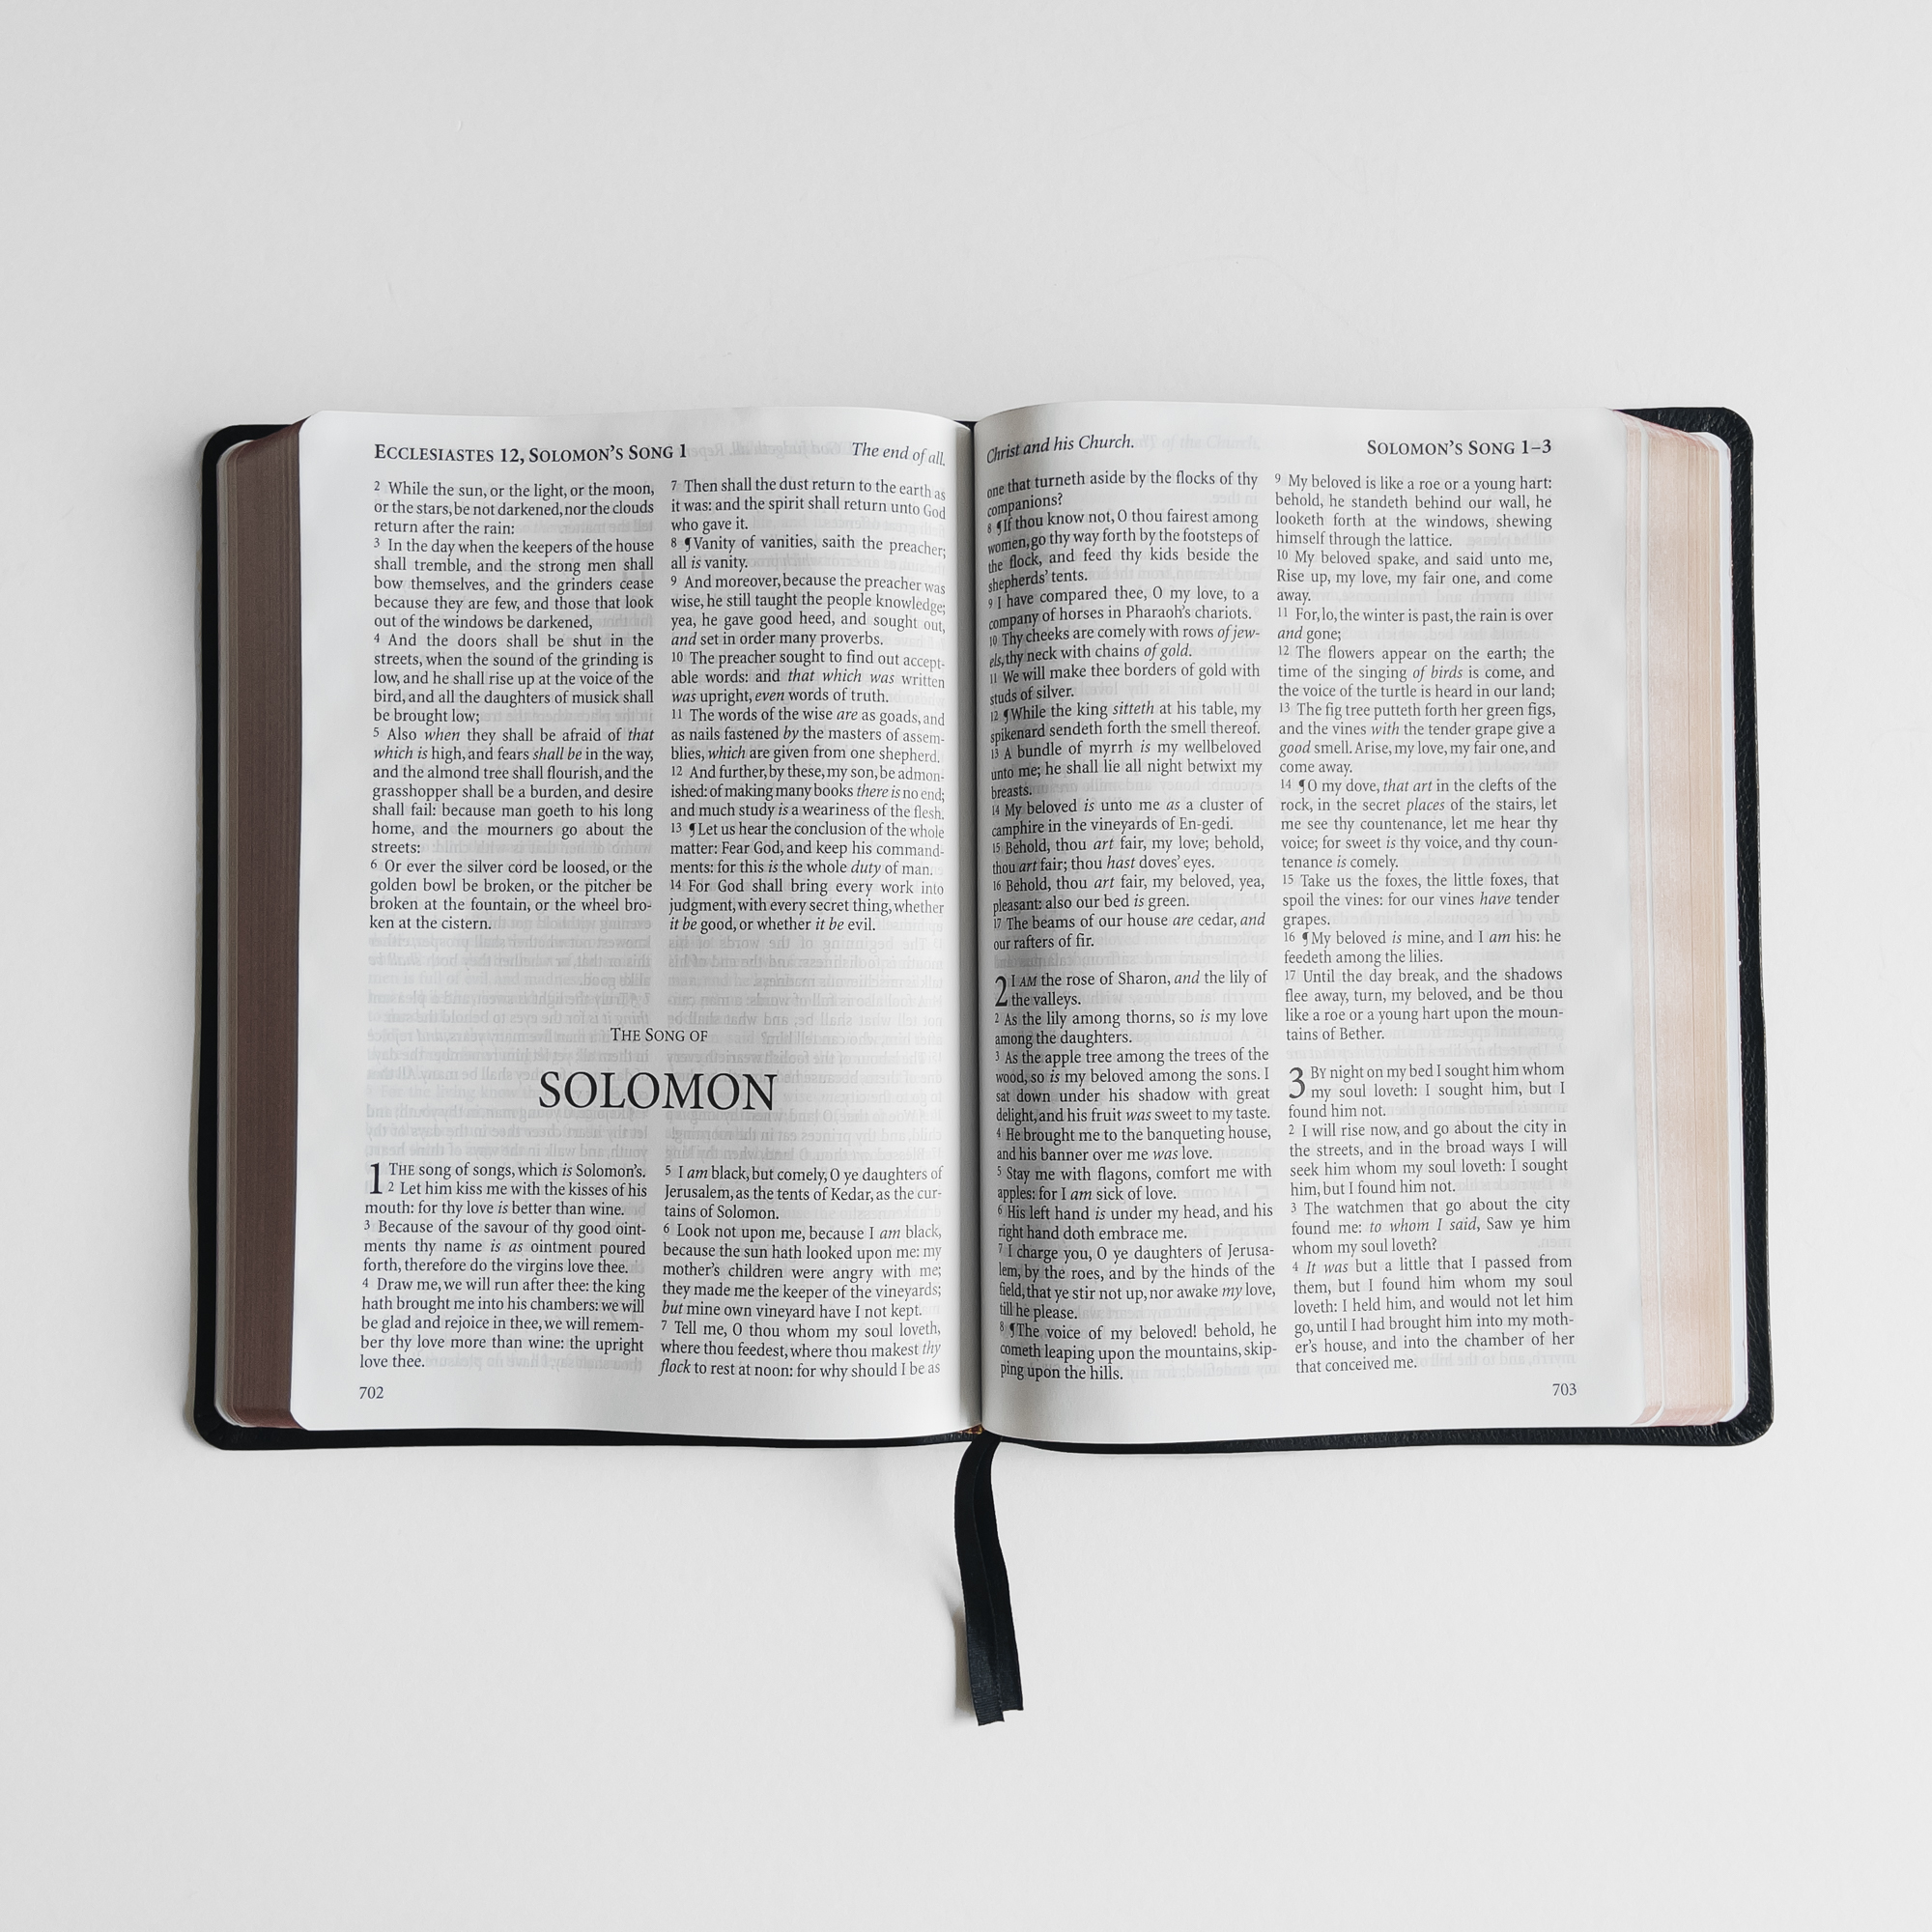 ECCLESIASTES 12, SOLOMON'S SONG 1
The end of all.
2 While the sun, or the light, or the moon,
or the stars, be not darkened, nor the clouds
return after the rain:
3 In the day when the keepers of the house
shall tremble, and the strong men shall
bow themselves, and the grinders cease
because they are few, and those that look
out of the windows be darkened,
4 And the doors shall be shut in the
streets, when the sound of the grinding is
low, and he shall rise up at the voice of the
bird, and all the daughters of musick shall
be brought low;
5 Also when they shall be afraid of that
which is high, and fears shall be in the way,
and the almond tree shall flourish, and the
grasshopper shall be a burden, and desire
shall fail: because man goeth to his long
home, and the mourners go about the
streets:
6 Or ever the silver cord be loosed, or the
golden bowl be broken, or the pitcher be
broken at the fountain, or the wheel bro-
ken at the cistern.
7 Then shall the dust return to the earth as
it was: and the spirit shall return unto God
who gave it.
8 ¶Vanity of vanities, saith the preacher;
all is vanity.
9 And moreover, because the preacher was
wise, he still taught the people knowledge;
yea, he gave good heed, and sought out,
and set in order many proverbs.
10 The preacher sought to find out accept-
able words: and that which was written
was upright, even words of truth.
11 The words of the wise are as goads, and
as nails fastened by the masters of assem-
blies, which are given from one shepherd.
12 And further, by these, my son, be admon-
ished: of making many books there is no end;
and much study is a weariness of the flesh.
13 ¶Let us hear the conclusion of the whole
matter: Fear God, and keep his command-
ments: for this is the whole duty of man.
14 For God shall bring every work into
judgment, with every secret thing, whether
it be good, or whether it be evil.
THE SONG OF
SOLOMON
1 THE song of songs, which is Solomon's.
2 Let him kiss me with the kisses of his
mouth: for thy love is better than wine.
3 Because of the savour of thy good oint-
ments thy name is as ointment poured
forth, therefore do the virgins love thee.
4 Draw me, we will run after thee: the king
hath brought me into his chambers: we will
be glad and rejoice in thee, we will remem-
ber thy love more than wine: the upright
love thee.
5 I am black, but comely, O ye daughters of
Jerusalem, as the tents of Kedar, as the cur-
tains of Solomon.
6 Look not upon me, because I am black,
because the sun hath looked upon me: my
mother's children were angry with me;
they made me the keeper of the vineyards;
but mine own vineyard have I not kept.
7 Tell me, O thou whom my soul loveth,
where thou feedest, where thou makest thy
flock to rest at noon: for why should I be as
702
Christ and his Church.
SOLOMON'S SONG 1–3
one that turneth aside by the flocks of thy
companions?
8 ¶If thou know not, O thou fairest among
women, go thy way forth by the footsteps of
the flock, and feed thy kids beside the
shepherds' tents.
9 I have compared thee, O my love, to a
company of horses in Pharaoh's chariots.
10 Thy cheeks are comely with rows of jew-
els, thy neck with chains of gold.
11 We will make thee borders of gold with
studs of silver.
12 ¶While the king sitteth at his table, my
spikenard sendeth forth the smell thereof.
13 A bundle of myrrh is my wellbeloved
unto me; he shall lie all night betwixt my
breasts.
14 My beloved is unto me as a cluster of
camphire in the vineyards of En-gedi.
15 Behold, thou art fair, my love; behold,
thou art fair; thou hast doves' eyes.
16 Behold, thou art fair, my beloved, yea,
pleasant: also our bed is green.
17 The beams of our house are cedar, and
our rafters of fir.
2 I AM the rose of Sharon, and the lily of
the valleys.
2 As the lily among thorns, so is my love
among the daughters.
3 As the apple tree among the trees of the
wood, so is my beloved among the sons. I
sat down under his shadow with great
delight, and his fruit was sweet to my taste.
4 He brought me to the banqueting house,
and his banner over me was love.
5 Stay me with flagons, comfort me with
apples: for I am sick of love.
6 His left hand is under my head, and his
right hand doth embrace me.
7 I charge you, O ye daughters of Jerusa-
lem, by the roes, and by the hinds of the
field, that ye stir not up, nor awake my love,
till he please.
8 ¶The voice of my beloved! behold, he
cometh leaping upon the mountains, skip-
ping upon the hills.
9 My beloved is like a roe or a young hart:
behold, he standeth behind our wall, he
looketh forth at the windows, shewing
himself through the lattice.
10 My beloved spake, and said unto me,
Rise up, my love, my fair one, and come
away.
11 For, lo, the winter is past, the rain is over
and gone;
12 The flowers appear on the earth; the
time of the singing of birds is come, and
the voice of the turtle is heard in our land;
13 The fig tree putteth forth her green figs,
and the vines with the tender grape give a
good smell. Arise, my love, my fair one, and
come away.
14 ¶O my dove, that art in the clefts of the
rock, in the secret places of the stairs, let
me see thy countenance, let me hear thy
voice; for sweet is thy voice, and thy coun-
tenance is comely.
15 Take us the foxes, the little foxes, that
spoil the vines: for our vines have tender
grapes.
16 ¶My beloved is mine, and I am his: he
feedeth among the lilies.
17 Until the day break, and the shadows
flee away, turn, my beloved, and be thou
like a roe or a young hart upon the moun-
tains of Bether.
3 BY night on my bed I sought him whom
my soul loveth: I sought him, but I
found him not.
2 I will rise now, and go about the city in
the streets, and in the broad ways I will
seek him whom my soul loveth: I sought
him, but I found him not.
3 The watchmen that go about the city
found me: to whom I said, Saw ye him
whom my soul loveth?
4 It was but a little that I passed from
them, but I found him whom my soul
loveth: I held him, and would not let him
go, until I had brought him into my moth-
er's house, and into the chamber of her
that conceived me.
703